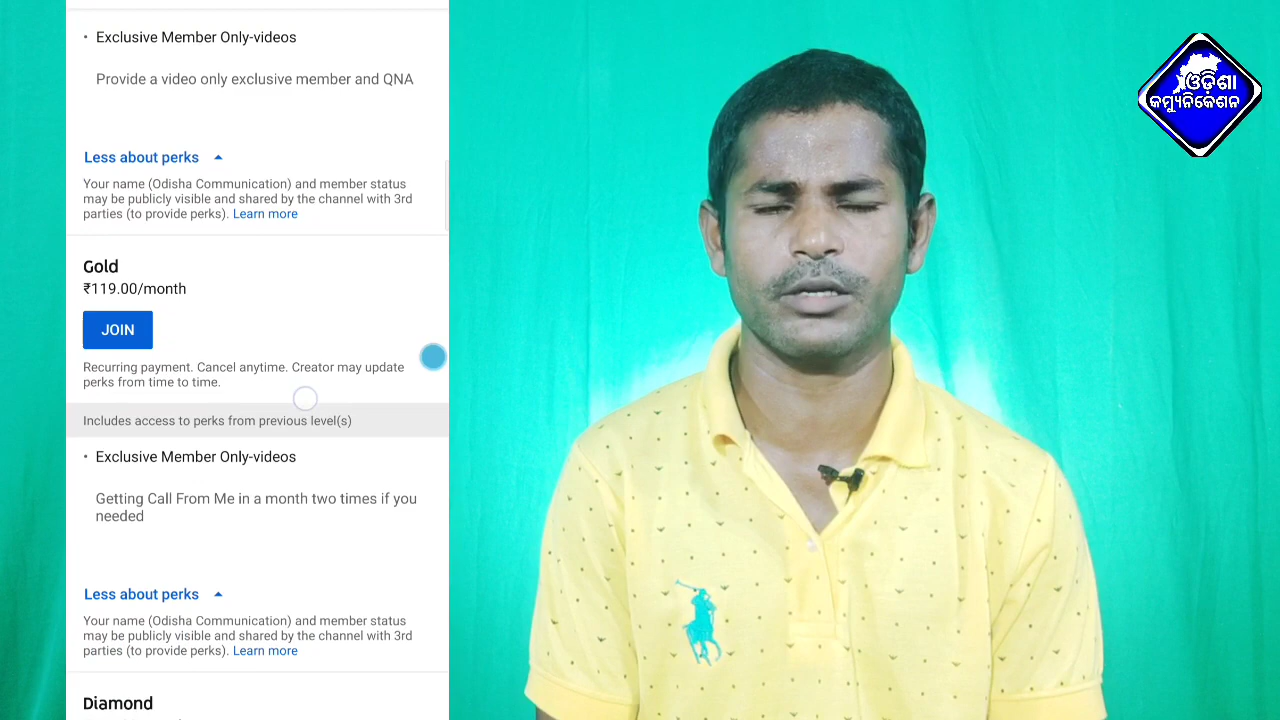 Exclusive Member Only-videos
Provide a video only exclusive member and QNA
Less about perks
Your name (Odisha Communication) and member status
may be publicly visible and shared by the channel with 3rd
parties (to provide perks). Learn more
Gold
₹119.00/month
JOIN
Recurring payment. Cancel anytime. Creator may update
perks from time to time.
Includes access to perks from previous level(s)
Exclusive Member Only-videos
Getting Call From Me in a month two times if you
needed
Less about perks
Your name (Odisha Communication) and member status
may be publicly visible and shared by the channel with 3rd
parties (to provide perks). Learn more
Diamond
ଓଡ଼ିଶା
କମ୍ୟୁନିକେଶନ